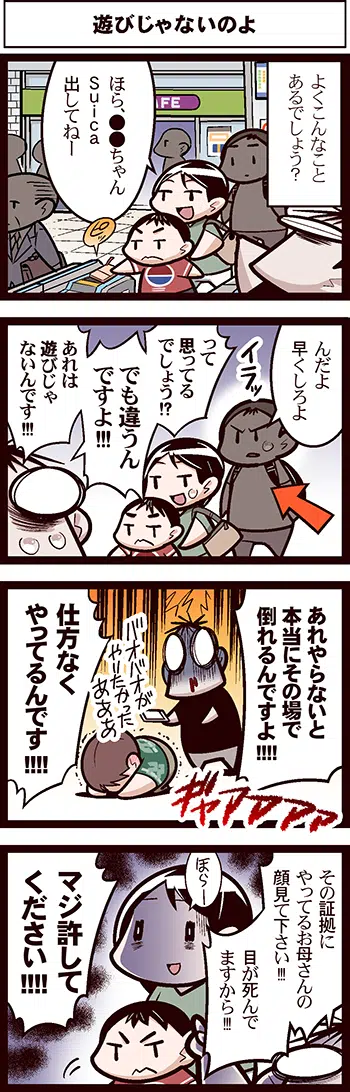 遊びじゃないのよ
よくこんなこと
あるでしょう?
ほら、●●ちゃん
Suica
出してねー
AFE
んだよ
早くしろよ
イラッ
って
思ってる
でしょう!?
でも違うん
ですよ!!!
あれは
遊びじゃ
ないんです!!!
あれやらないと
本当にその場で
倒れるんですよ!!!!
バオバオが
やりたかった
あああ
仕方なく
やってるんです!!!!
ギャアアアアァ
その証拠に
やってるお母さんの
顔見て下さい!!!
ほらー
目が死んで
ますから!!!
マジ許して
ください!!!!